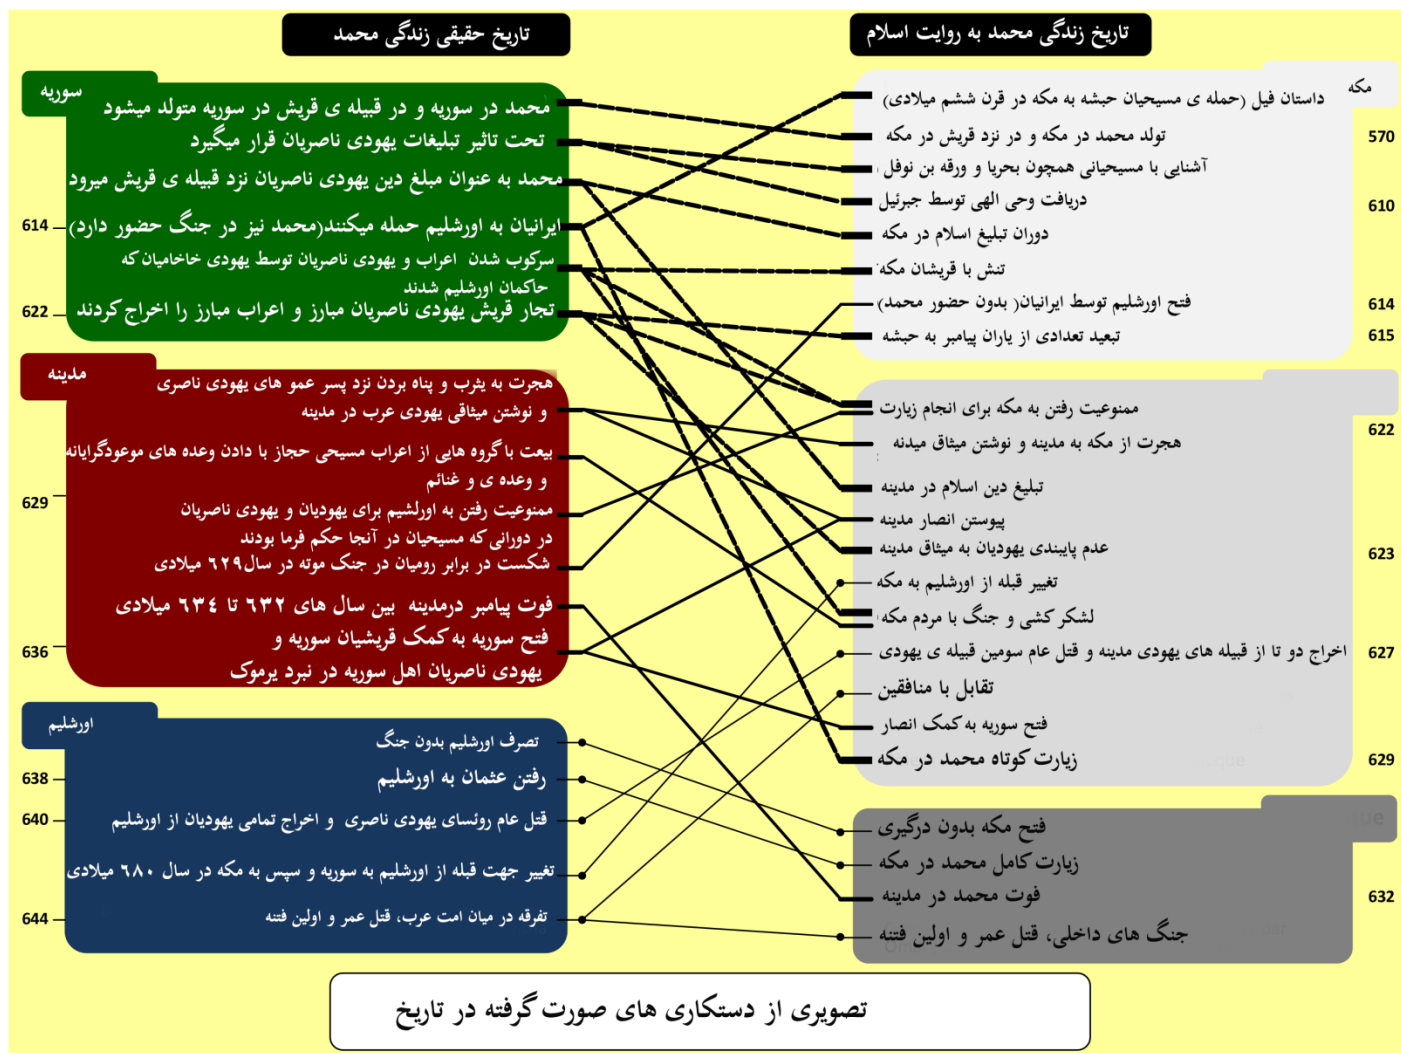 تاریخ زندگی محمد به روایت اسلام
مکه
داستان فیل (حمله ی مسیحیان حبشه به مکه در قرن ششم میلادی)
تولد محمد در مکه و در نزد قریش در مکه
570
آشنایی با مسیحیانی همچون بحریا و ورقه بن نوفل
دریافت وحی الهی توسط جبرئیل
610
دوران تبلیغ اسلام در مکه
تنش با قریشان مکه
فتح اورشلیم توسط ایرانیان( بدون حضور محمد)
614
تبعید تعدادی از یاران پیامبر به حبشه
615
ممنوعیت رفتن به مکه برای انجام زیارت
622
هجرت از مکه به مدینه و نوشتن میثاق میدنه
تبلیغ دین اسلام در مدینه
پیوستن انصار مدینه
عدم پایبندی یهودیان به میثاق مدینه
623
تغییر قبله از اورشلیم به مکه
لشکر کشی و جنگ با مردم مکه
اخراج دو تا از قبیله های یهودی مدینه و قتل عام سومین قبیله ی یهودی
627
تقابل با منافقین
فتح سوریه به کمک انصار
زیارت کوتاه محمد در مکه
629
فتح مکه بدون درگیری
زیارت کامل محمد در مکه
فوت محمد در مدینه
632
جنگ های داخلی، قتل عمر و اولین فتنه
تاریخ حقیقی زندگی محمد
سوریه
محمد در سوریه و در قبیله ی قریش در سوریه متولد میشود
تحت تاثیر تبلیغات یهودی ناصریان قرار میگیرد
محمد به عنوان مبلغ دین یهودی ناصریان نزد قبیله ی قریش میرود
ایرانیان به اورشلیم حمله میکنند(محمد نیز در جنگ حضور دارد)
614
سرکوب شدن اعراب و یهودی ناصریان توسط یهودی خاخامیان که
حاکمان اورشلیم شدند
تجار قریش یهودی ناصریان مبارز و اعراب مبارز را اخراج کردند
622
مدینه
هجرت به یثرب و پناه بردن نزد پسر عمو های یهودی ناصری
و نوشتن میثاقی یهودی عرب در مدینه
بیعت با گروه هایی از اعراب مسیحی حجاز با دادن وعده های موعودگرایانه
و وعده ی و غنائم
629
ممنوعیت رفتن به اورلشیم برای یهودیان و یهودی ناصریان
در دورانی که مسیحیان در آنجا حکم فرما بودند
شکست در برابر رومیان در جنک موته در سال٦٢٩ میلادی
فوت پیامبر درمدینه بین سال های ٦٣٢ تا ٦٣٤ میلادی
فتح سوریه به کمک قریشیان سوریه و
636
یهودی ناصریان اهل سوریه در نبرد یرموک
اورشلیم
تصرف اورشلیم بدون جنگ
رفتن عثمان به اورشلیم
638
قتل عام روئسای یهودی ناصری و اخراج تمامی یهودیان از اورشلیم
640
تغییر جهت قبله از اورشلیم به سوریه و سپس به مکه در سال ٦٨٠ میلادی
تفرقه در میان امت عرب، قتل عمر و اولین فتنه
644
تصویری از دستکاری های صورت گرفته در تاریخ